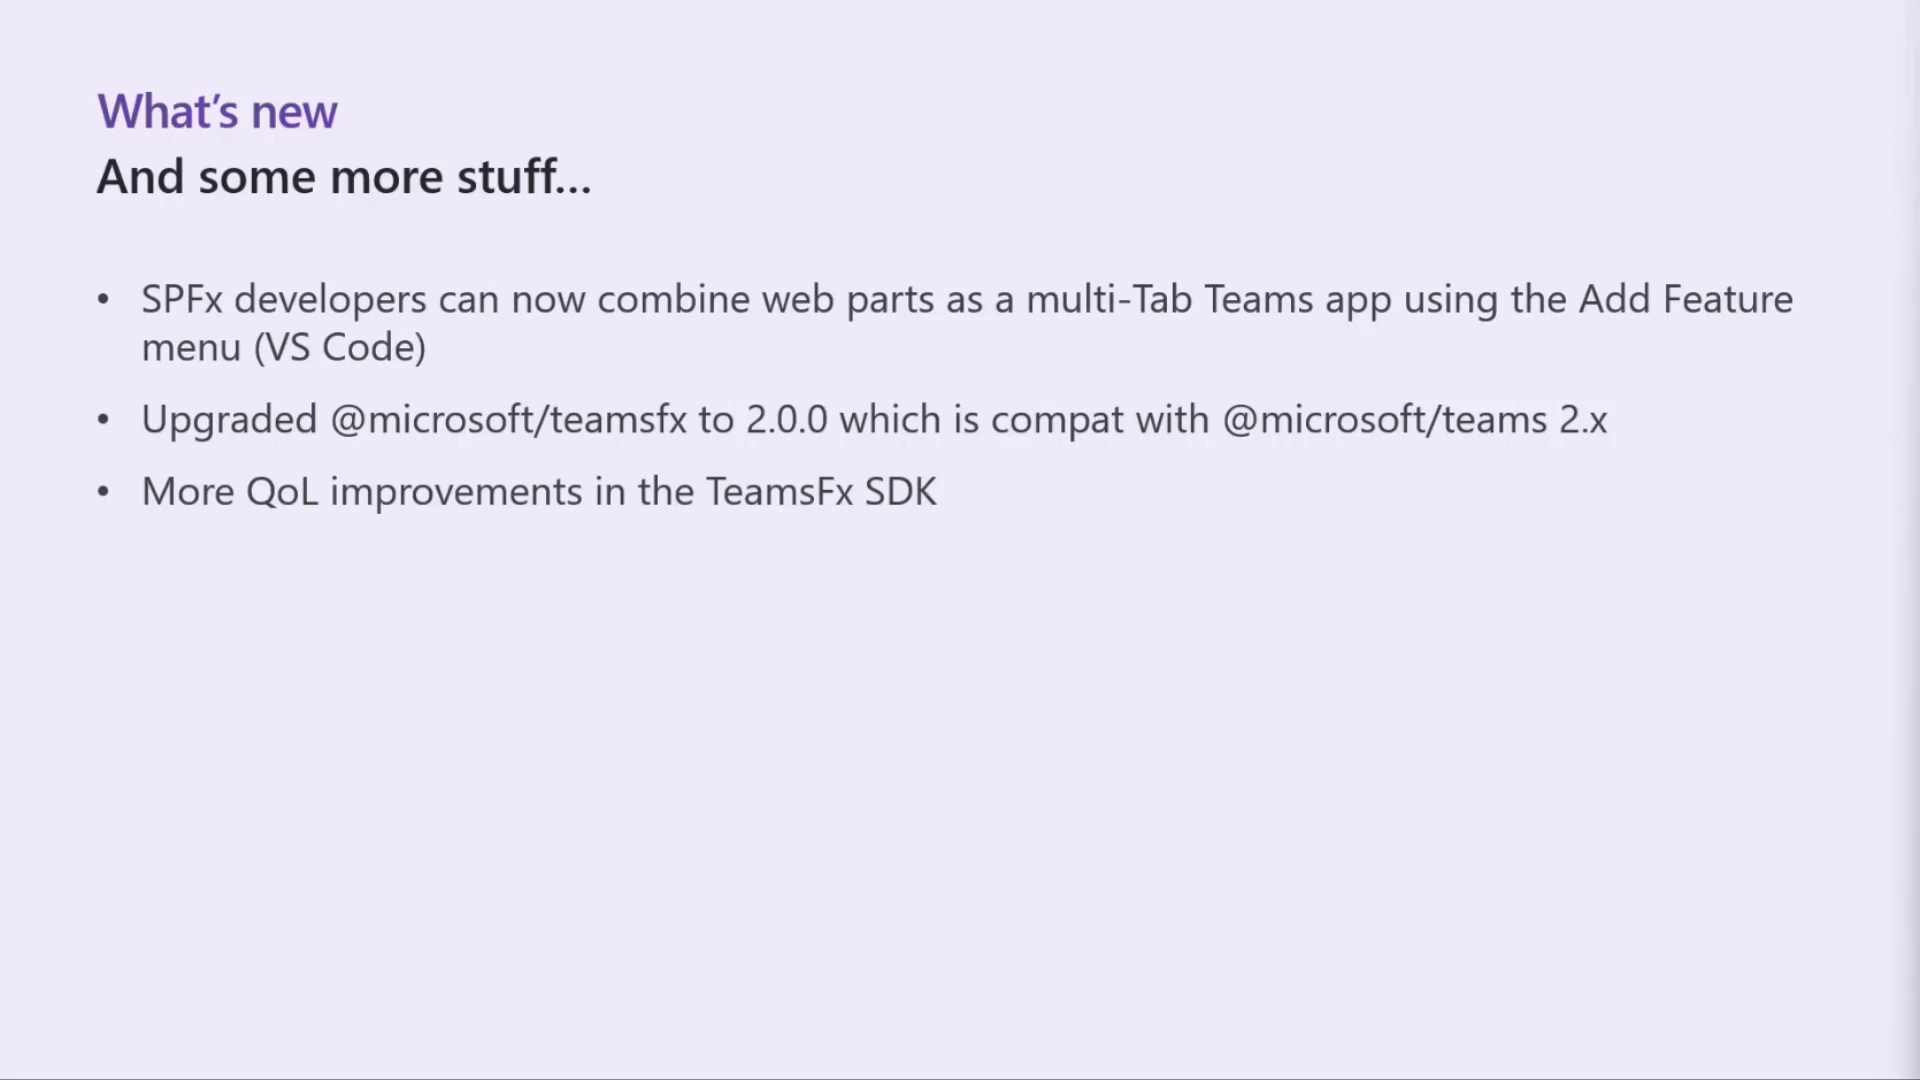 What’s new
And some more stuff...
• SPFx developers can now combine web parts as a multi-Tab Teams app using the Add Feature
menu (VS Code)
• Upgraded @microsoft/teamsfx to 2.0.0 which is compat with @microsoft/teams 2.x
• More QoL improvements in the TeamsFx SDK